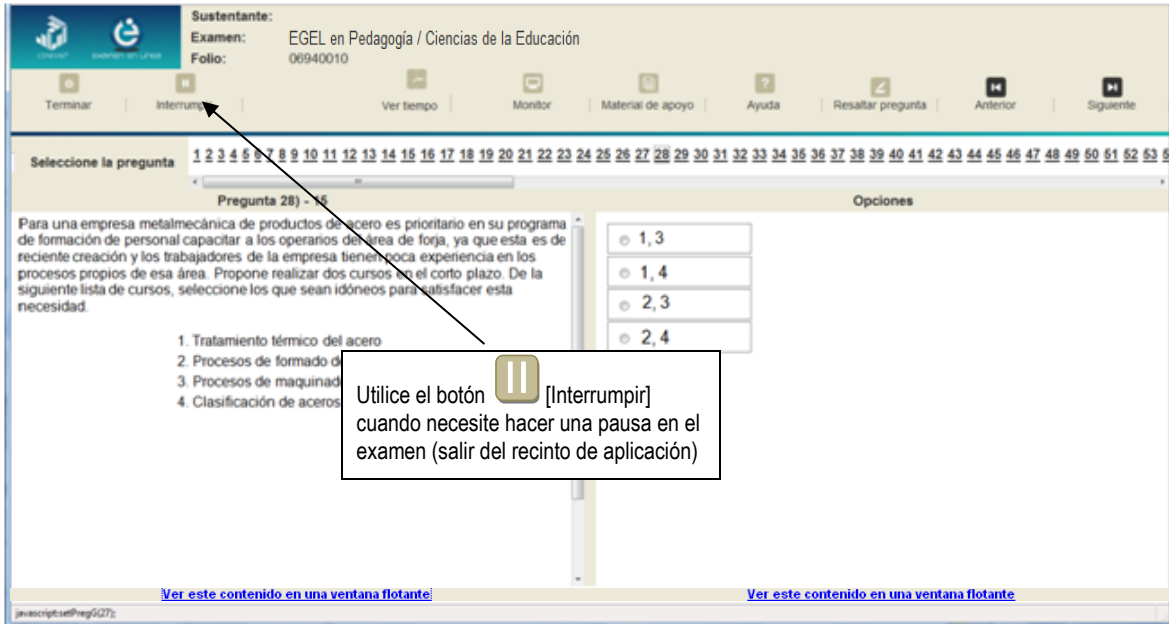 Sustentante:
Examen: EGEL en Pedagogía / Ciencias de la Educación
Folio: 06940010
Terminar Interrump Ver tiempo Monitor Material de apoyo Ayuda Resaltar pregunta Anterior Siguiente
Seleccione la pregunta 1 2 3 4 5 6 7 8 9 10 11 12 13 14 15 16 17 18 19 20 21 22 23 24 25 26 27 28 29 30 31 32 33 34 35 36 37 38 39 40 41 42 43 44 45 46 47 48 49 50 51 52 53 5
Pregunta 28) - 15
Opciones
Para una empresa metalmecánica de productos de acero es prioritario en su programa
de formación de personal capacitar a los operarios del área de forja, ya que esta es de
reciente creación y los trabajadores de la empresa tienen poca experiencia en los
procesos propios de esa área. Propone realizar dos cursos en el corto plazo. De la
siguiente lista de cursos, seleccione los que sean idóneos para satisfacer esta
necesidad.
1. Tratamiento térmico del acero
2. Procesos de formado d
3. Procesos de maquinad
4. Clasificación de aceros
1, 3
1, 4
2, 3
2, 4
Utilice el botón [Interrumpir]
cuando necesite hacer una pausa en el
examen (salir del recinto de aplicación)
Ver este contenido en una ventana flotante
Ver este contenido en una ventana flotante
javascript:setPregG(27);